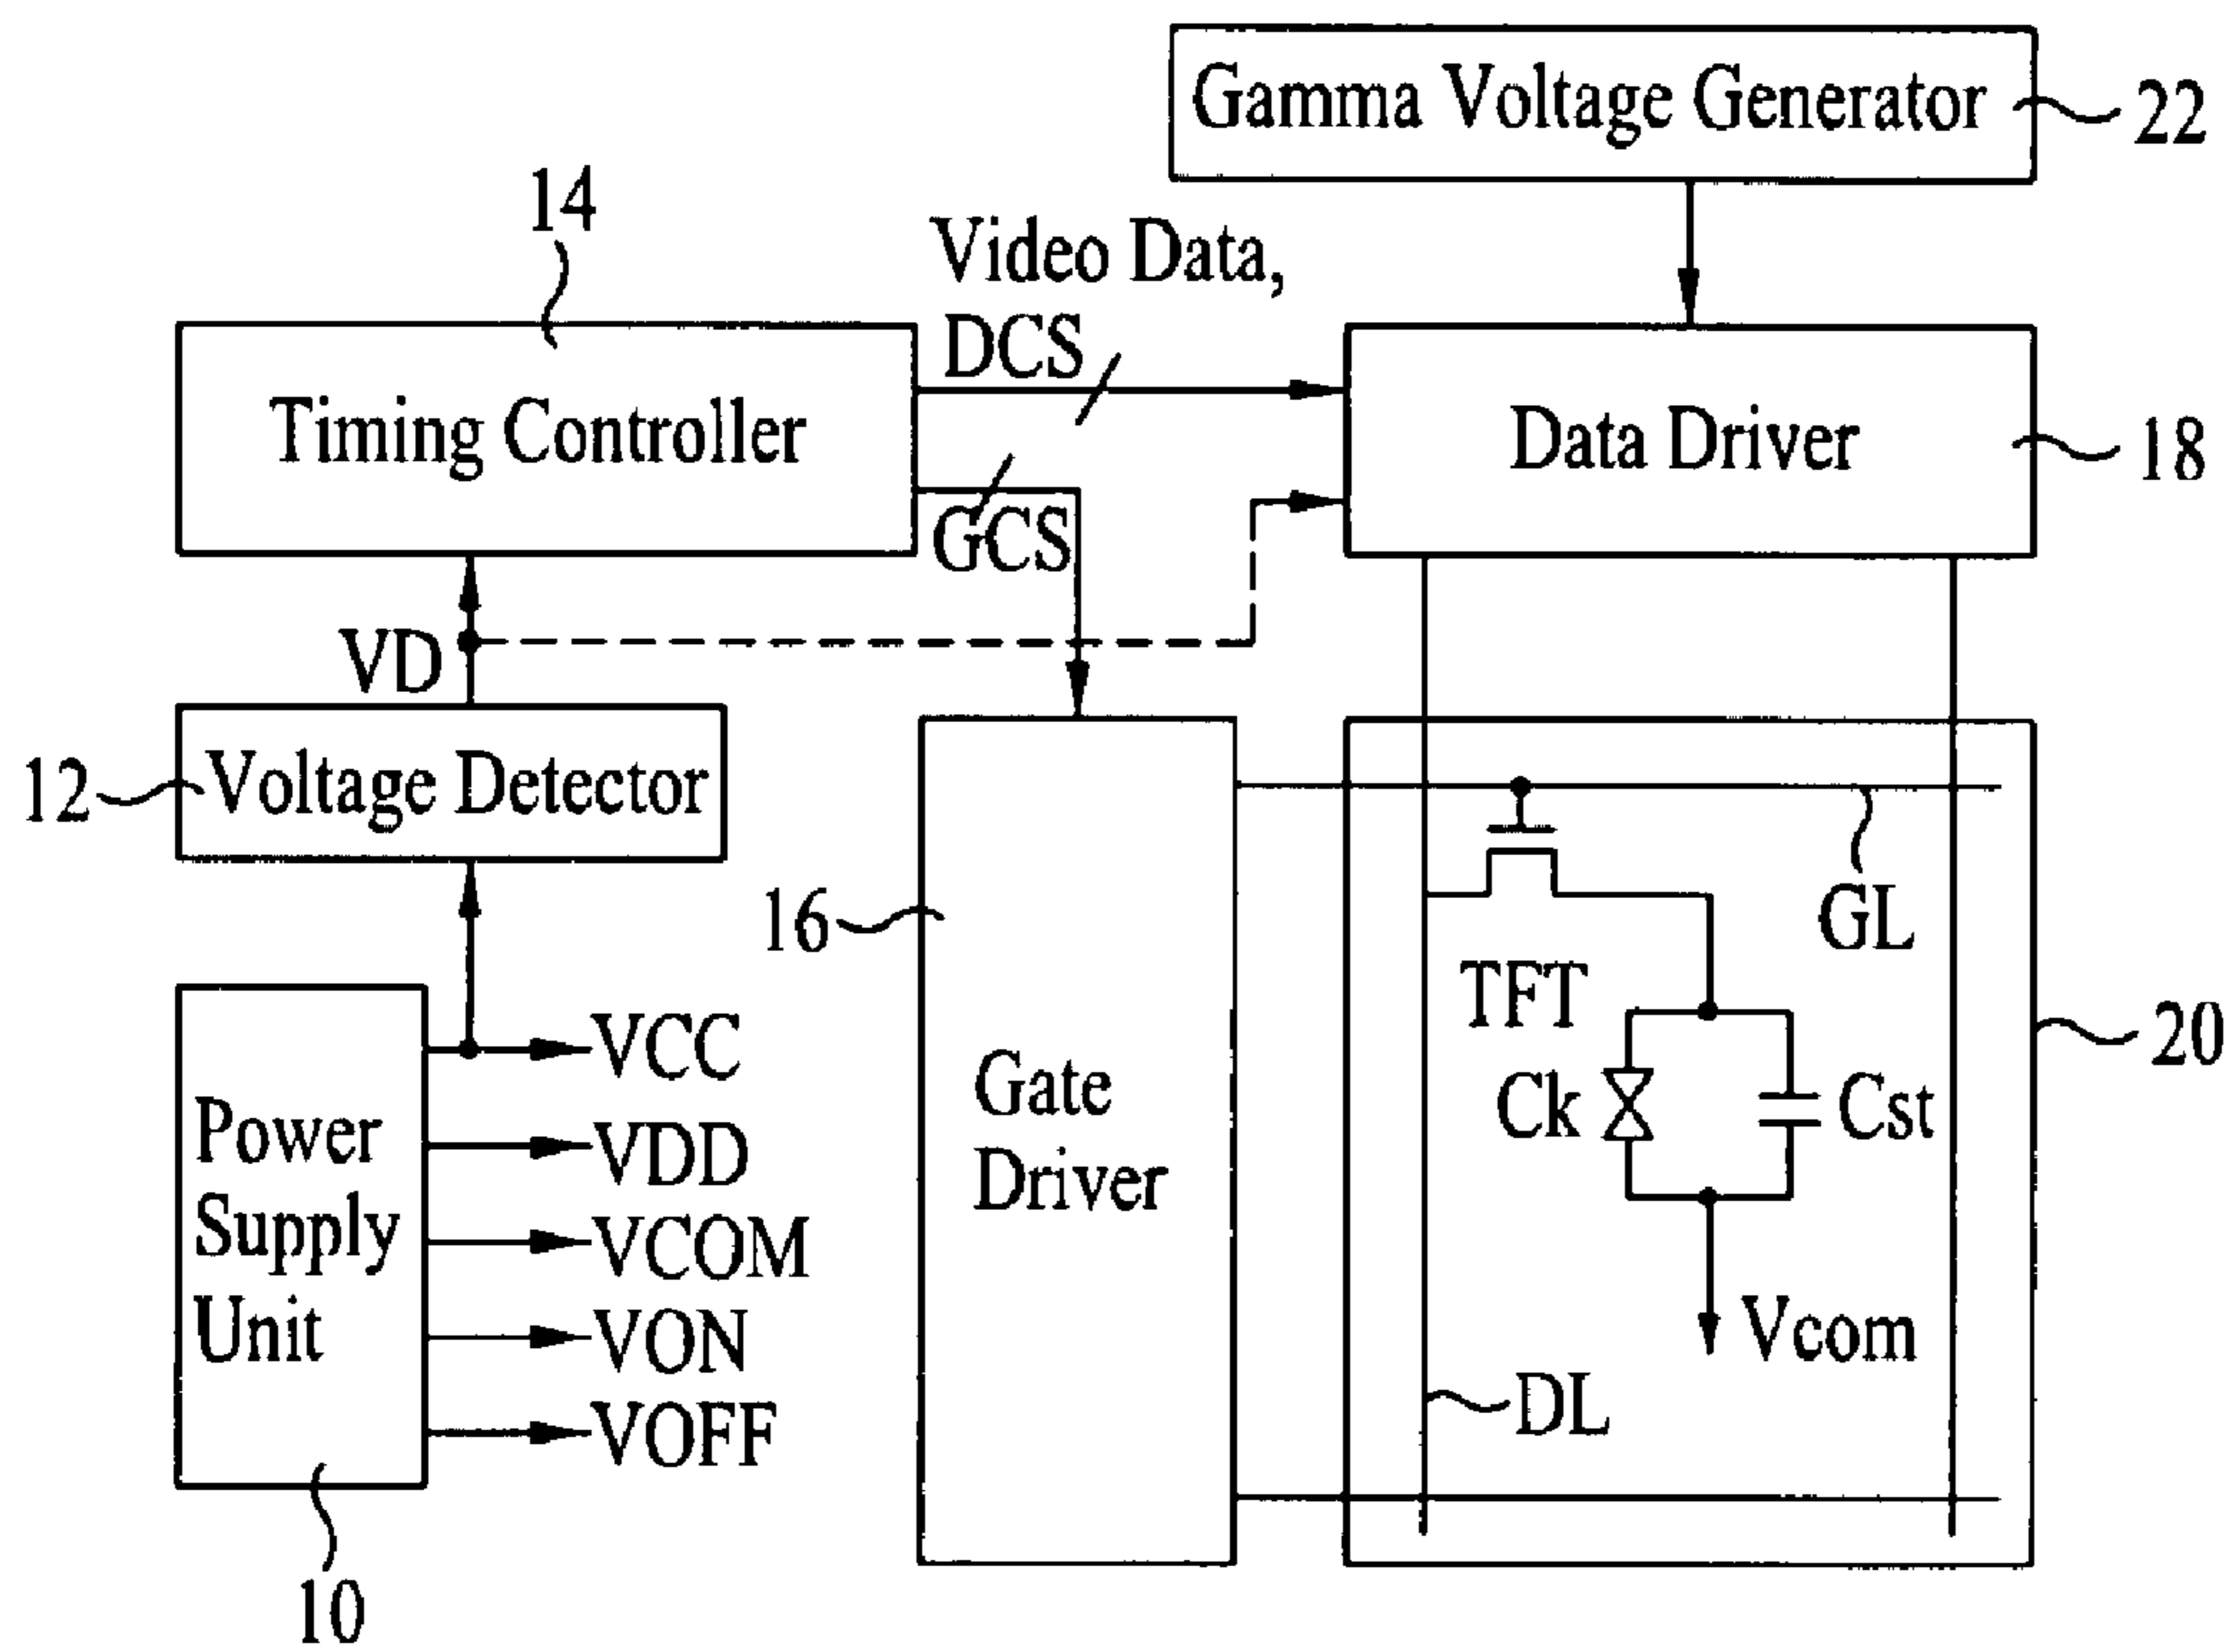 Gamma Voltage Generator
22
14
Video Data,
DCS
Timing Controller
Data Driver
18
GCS
VD
12
Voltage Detector
16
GL
TFT
20
VCC
Gate
Driver
Ck
Cst
Power
Supply
Unit
VDD
VCOM
VON
VOFF
Vcom
DL
10